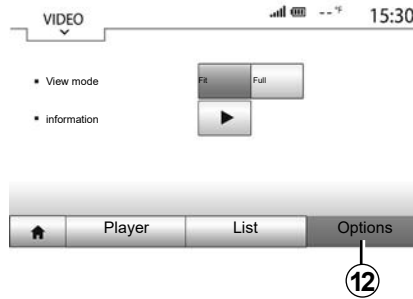 VIDEO --°F 15:30
▪ View mode Fit Full
▪ information
Player List Options
12